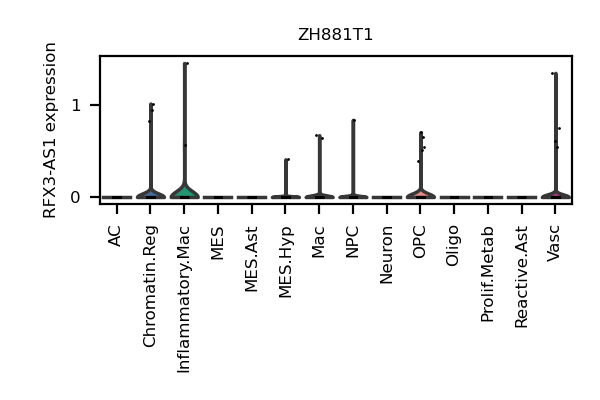 ZH881T1
RFX3-AS1 expression
1
0
AC
Chromatin.Reg
Inflammatory.Mac
MES
MES.Ast
MES.Hyp
Mac
NPC
Neuron
OPC
Oligo
Prolif.Metab
Reactive.Ast
Vasc